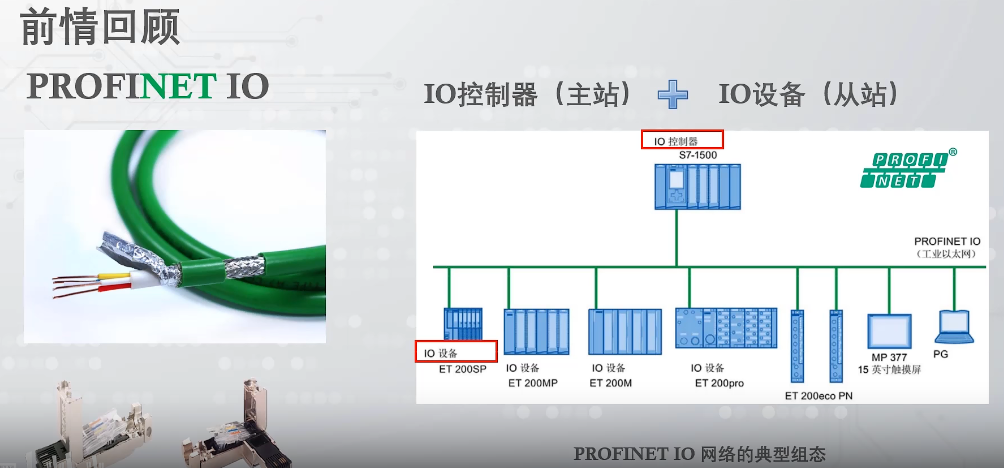 前情回顾
PROFINET IO
IO控制器（主站）
IO设备（从站）
IO 控制器
S7-1500
PROFI
NET
®
PROFINET IO
（工业以太网）
IO 设备
ET 200SP
IO 设备
ET 200MP
IO 设备
ET 200M
IO 设备
ET 200pro
ET 200eco PN
MP 377
15 英寸触摸屏
PG
PROFINET IO 网络的典型组态